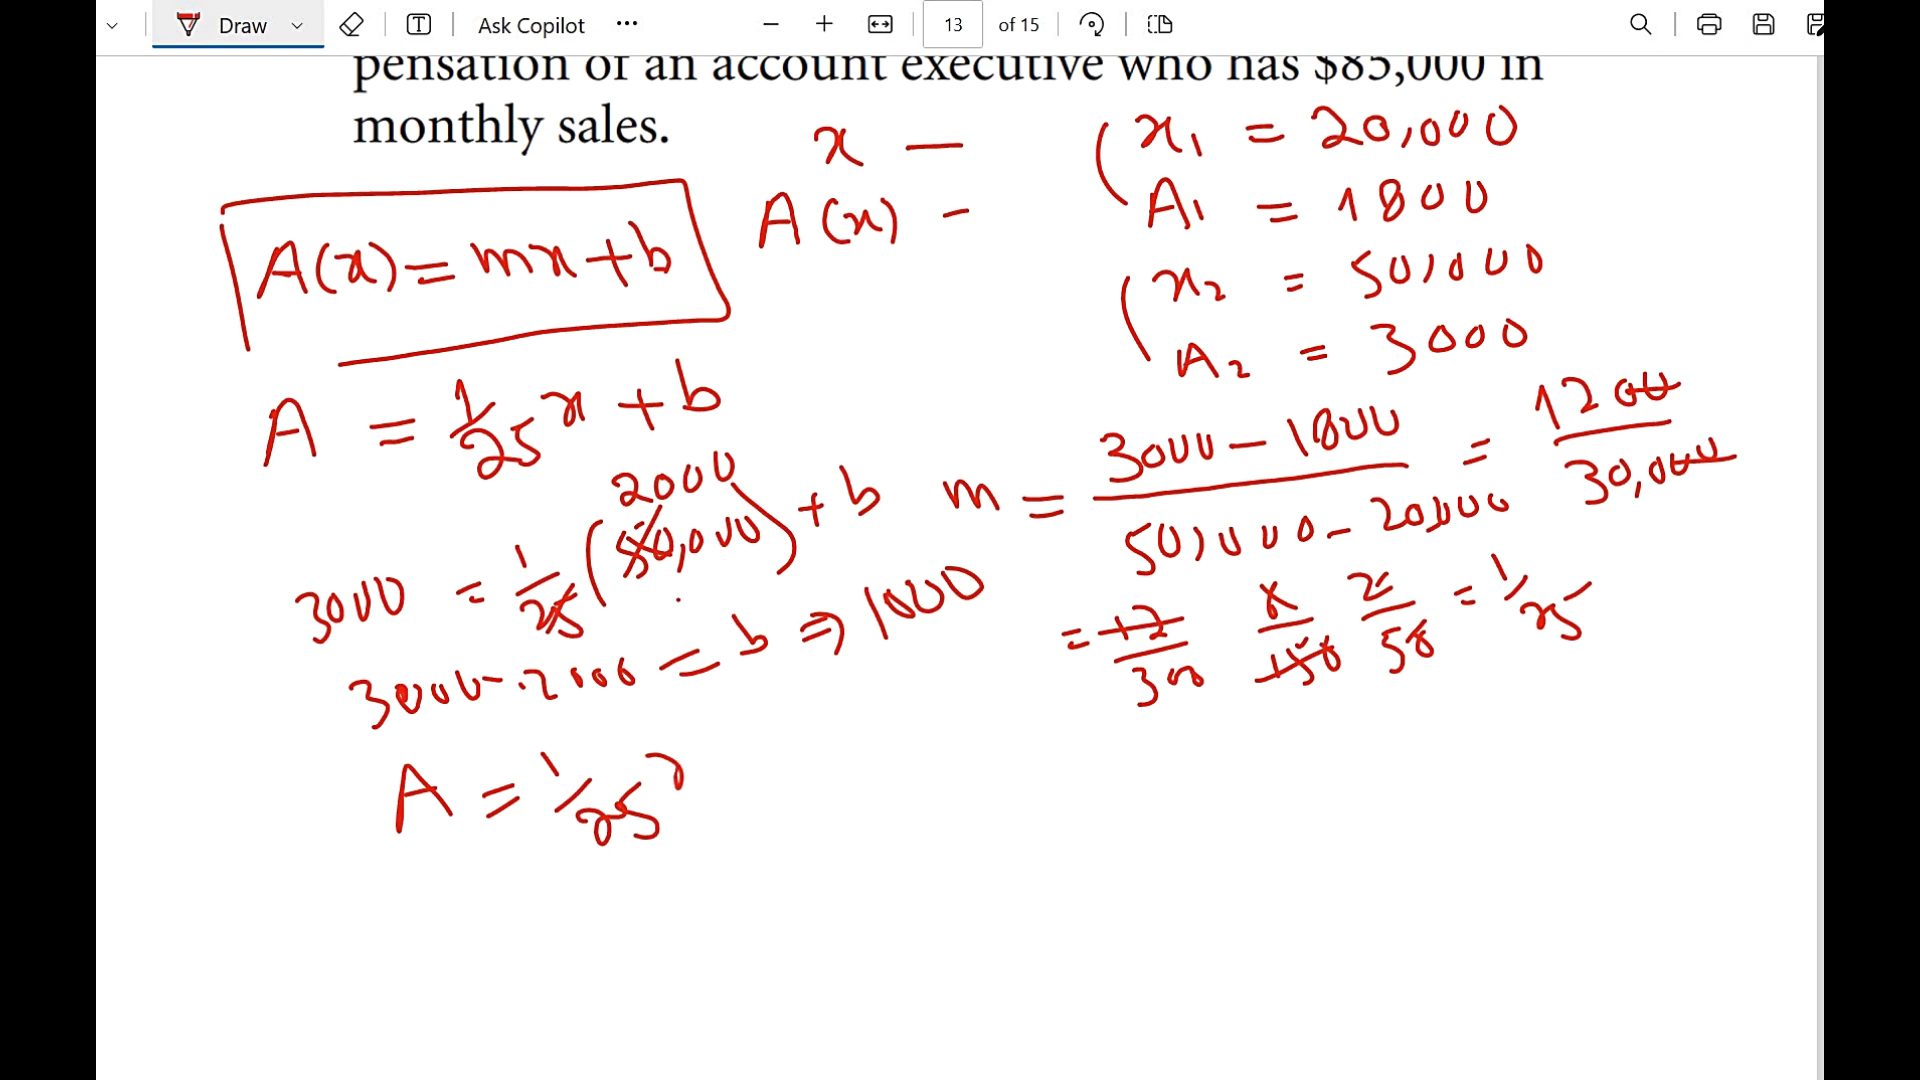 Draw
Ask Copilot
13 of 15
pensation of an account executive who has $85,000 in
monthly sales.
x —
A(x) -
x₁ = 20,000
A₁ = 1800
x₂ = 50,000
A₂ = 3000
A(x) = mx + b
A = 1/25 x + b
m = 3000 - 1800 / 50,000 - 20,000 = 1200 / 30,000
= 12/300 6/150 2/50 = 1/25
2000
3000 = 1/25 (50,000) + b
3000 - 2000 = b ⇒ 1000
A = 1/25